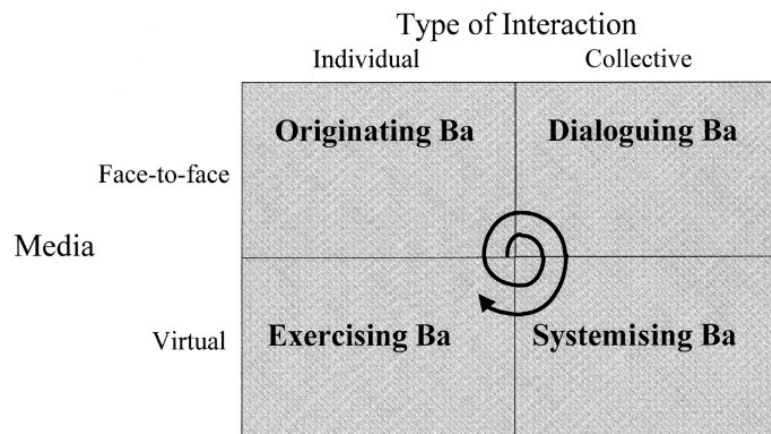 Type of Interaction
Individual Collective
Originating Ba Dialoguing Ba
Face-to-face
Media
Virtual
Exercising Ba Systemising Ba